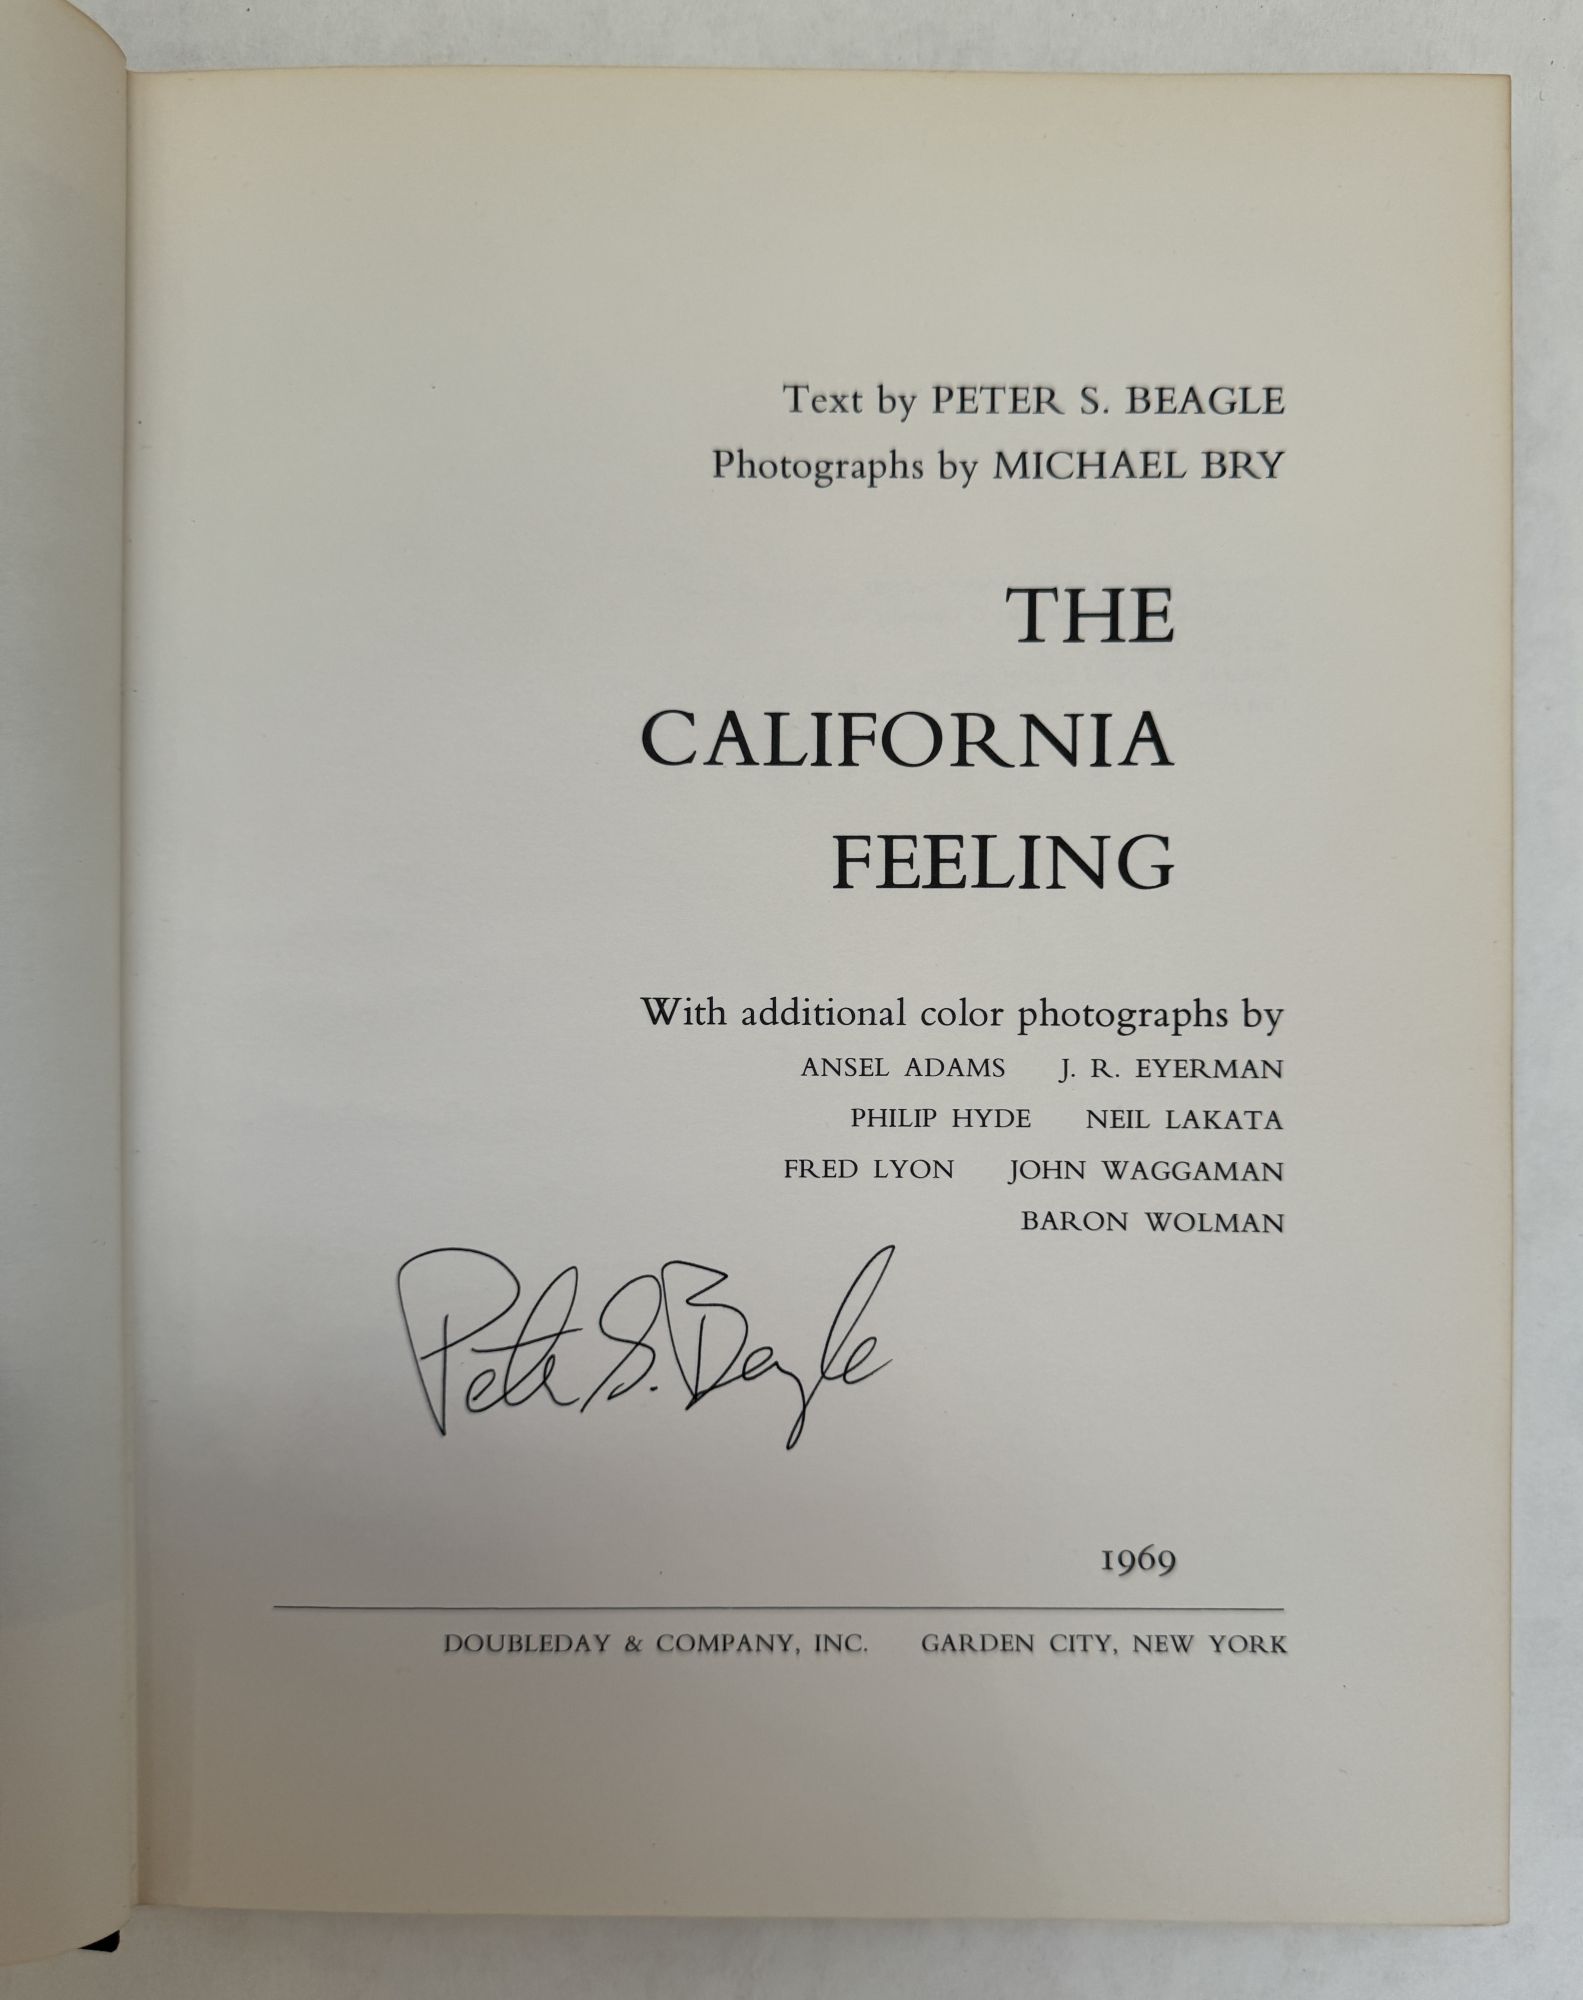 Text by PETER S. BEAGLE
Photographs by MICHAEL BRY
THE
CALIFORNIA
FEELING
With additional color photographs by
ANSEL ADAMS J. R. EYERMAN
PHILIP HYDE NEIL LAKATA
FRED LYON JOHN WAGGAMAN
BARON WOLMAN
Peter S. Beagle
1969
DOUBLEDAY & COMPANY, INC. GARDEN CITY, NEW YORK